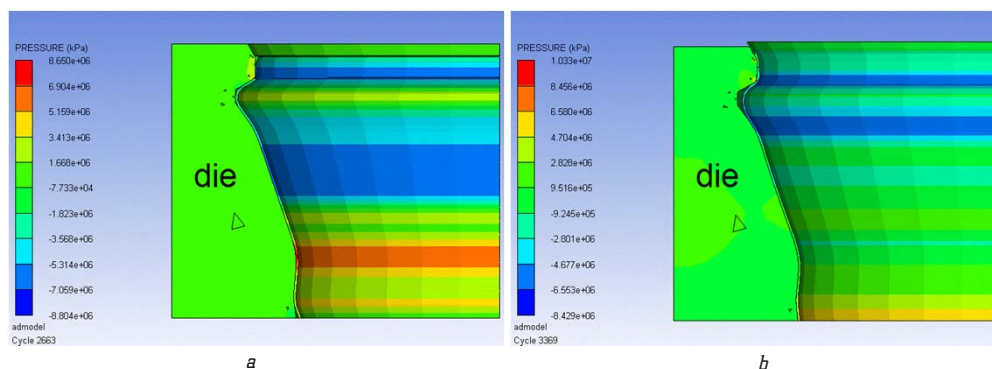 PRESSURE (kPa)
8.650e+06
6.904e+06
5.159e+06
3.413e+06
1.668e+06
-7.733e+04
-1.823e+06
-3.568e+06
-5.314e+06
-7.059e+06
-8.804e+06
admodel
Cycle 2663
die
a
PRESSURE (kPa)
1.033e+07
8.456e+06
6.580e+06
4.704e+06
2.828e+06
9.516e+05
-9.245e+05
-2.801e+06
-4.677e+06
-6.553e+06
-8.429e+06
admodel
Cycle 3369
die
b